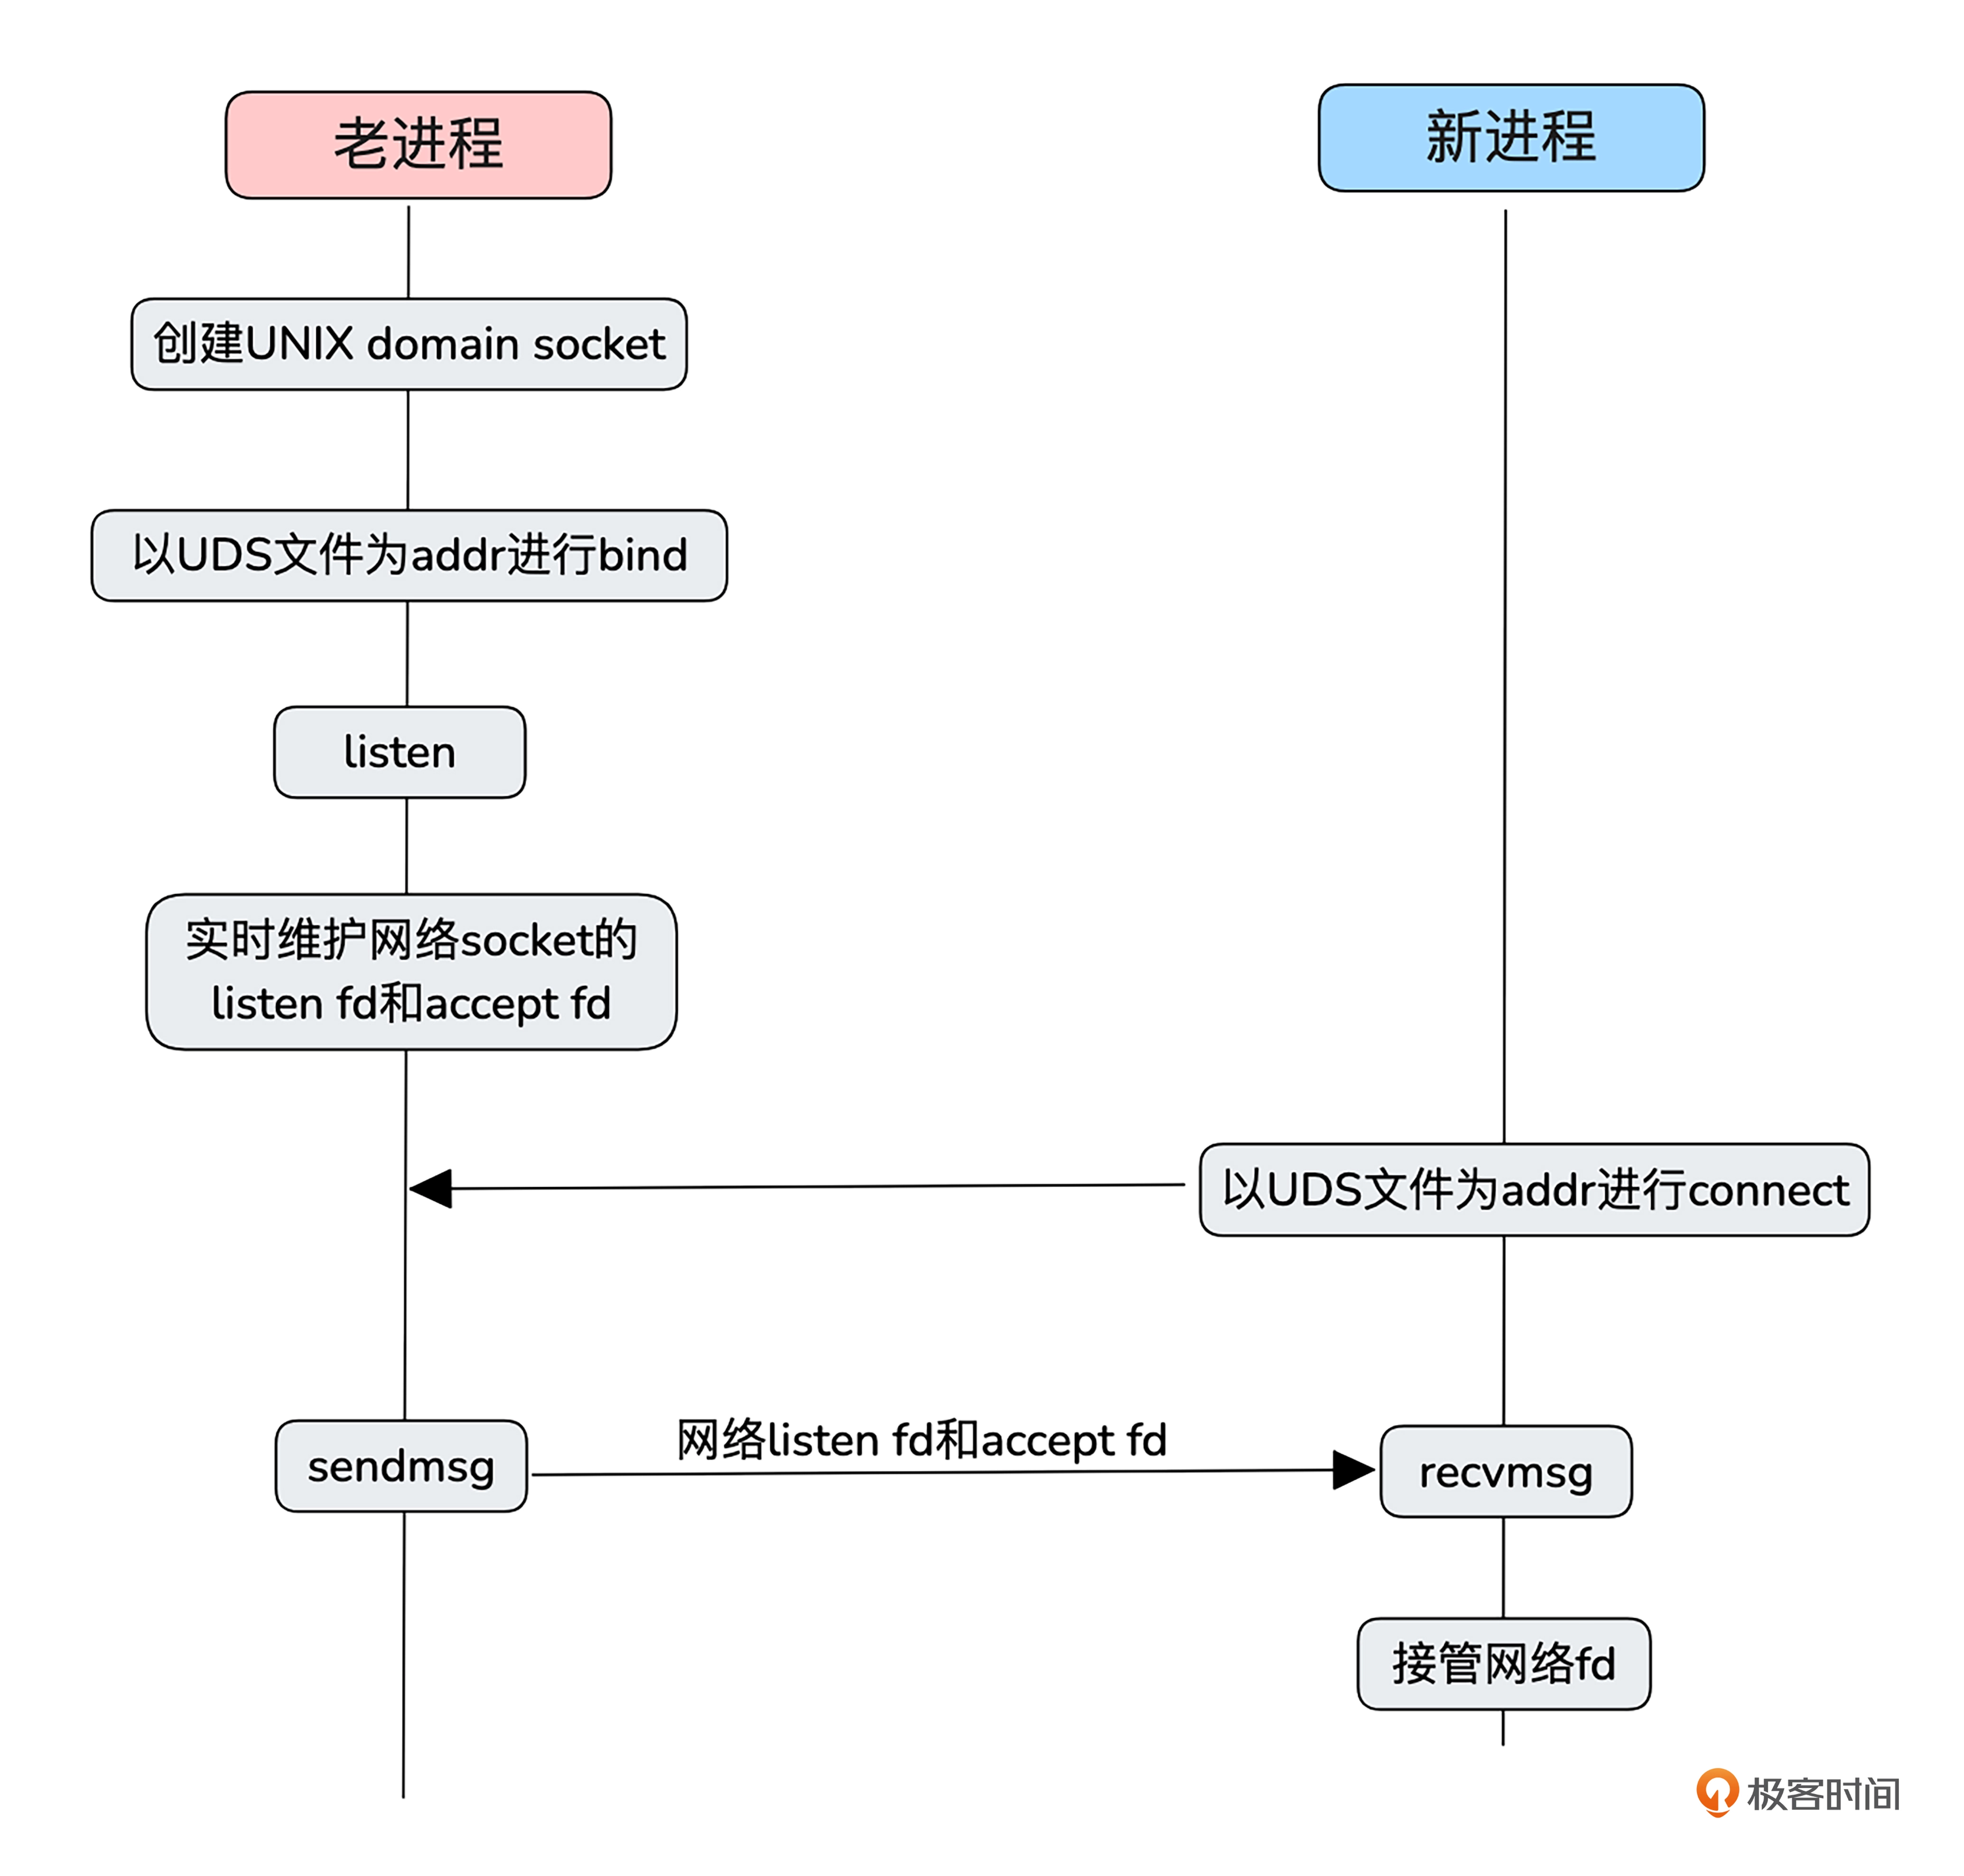 老进程
新进程
创建UNIX domain socket
以UDS文件为addr进行bind
listen
实时维护网络socket的
listen fd和accept fd
以UDS文件为addr进行connect
sendmsg
网络listen fd和accept fd
recvmsg
接管网络fd
极客时间